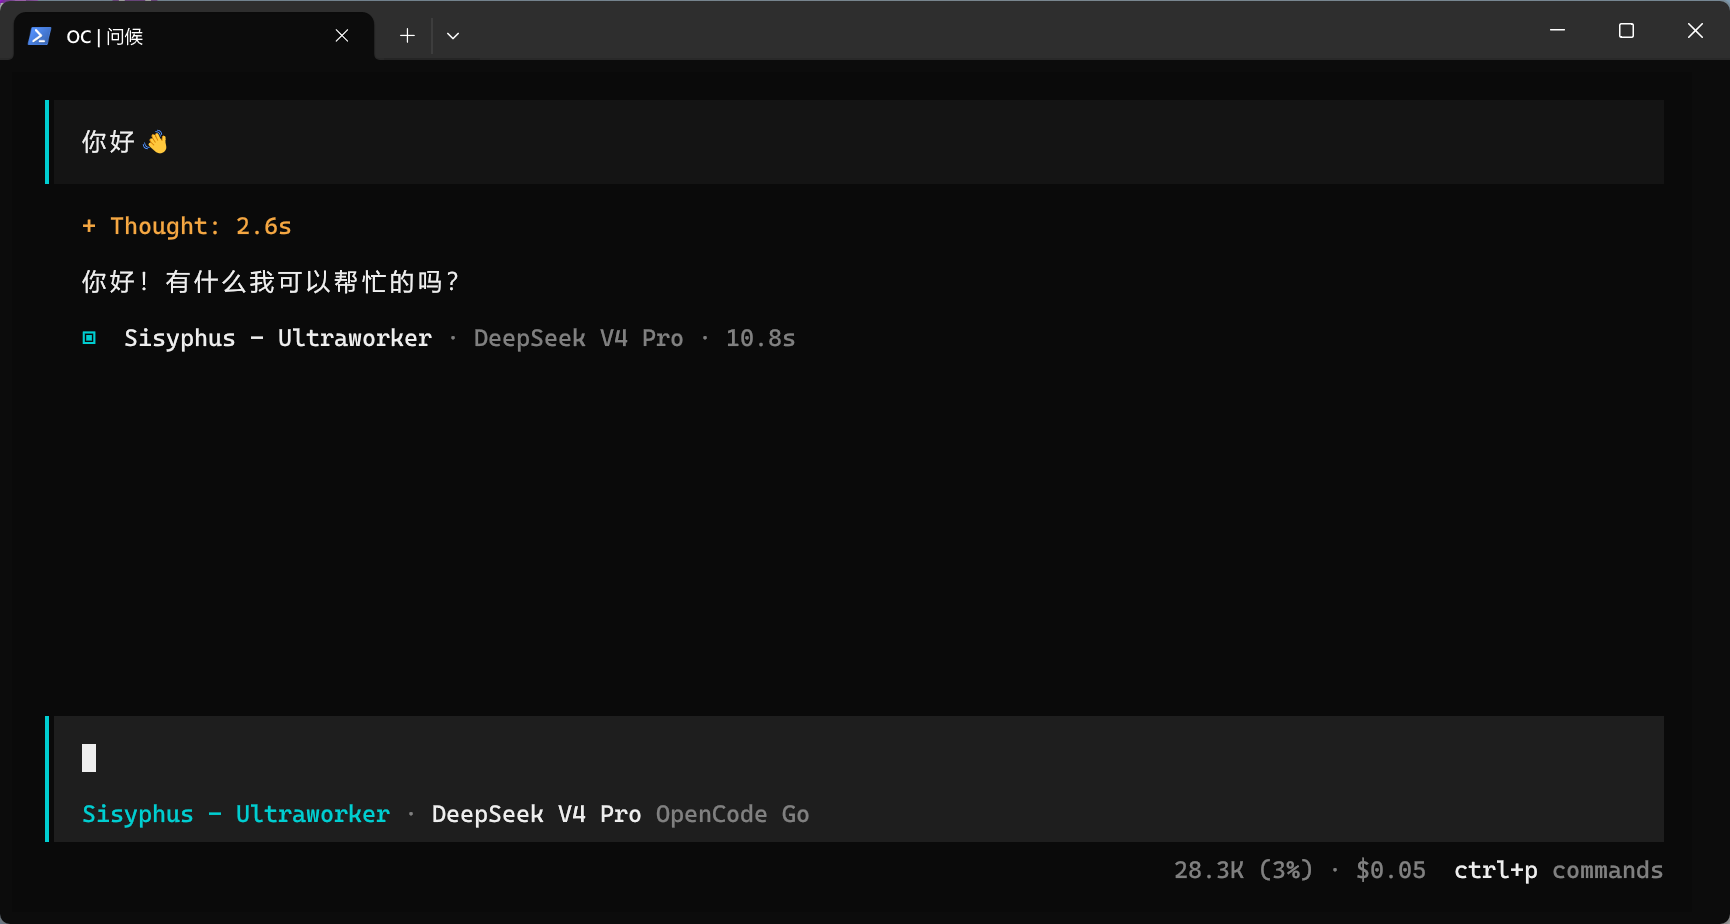 OC | 问候
你好👋
+ Thought: 2.6s
你好！有什么我可以帮忙的吗？
Sisyphus - Ultraworker · DeepSeek V4 Pro · 10.8s
Sisyphus - Ultraworker · DeepSeek V4 Pro OpenCode Go
28.3K (3%) · $0.05 ctrl+p commands